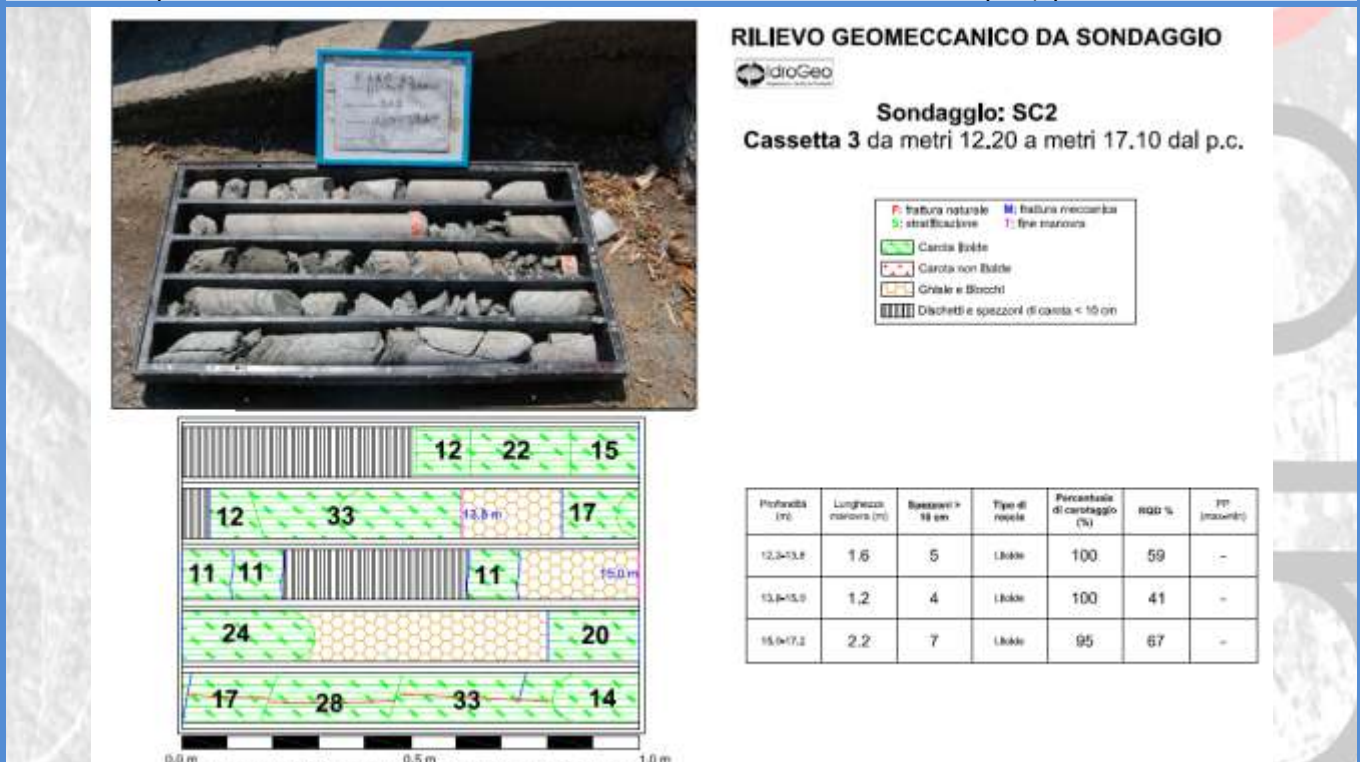 RILIEVO GEOMECCANICO DA SONDAGGIO
IdroGeo
Sondaggio: SC2
Cassetta 3 da metri 12.20 a metri 17.10 dal p.c.
F: frattura naturale M: frattura meccanica
S: stratificazione T: fine manovra
Carota litoide
Carota non litoide
Ghiaie e Blocchi
Dischetti e spezzoni di carota < 10 cm
12 22 15
12 33 13,8 m 17
11 11 11 15,0 m
24 20
17 28 33 14
0.0 m 0.5 m 1.0 m
Profondità (m) Lunghezza manovra (m) Spezzoni > 10 cm Tipo di roccia Percentuale di carotaggio (%) RQD % PP
12,2-13,8 1.6 5 Litoide 100 59 -
13,8-15,0 1.2 4 Litoide 100 41 -
15,0-17,2 2.2 7 Litoide 95 67 -